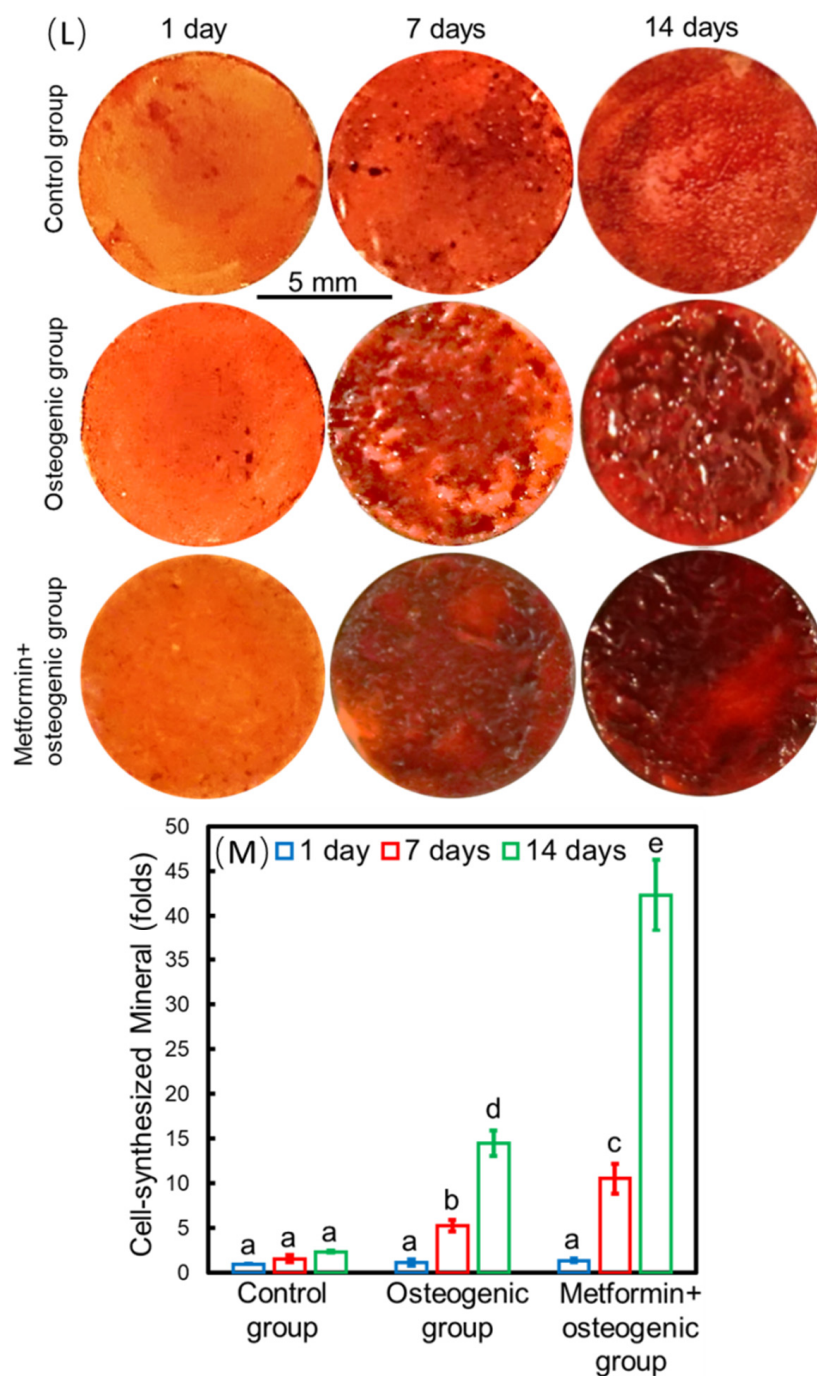 (L) 1 day 7 days 14 days
Control group
5 mm
Osteogenic group
Metformin+
osteogenic group
(M) 1 day 7 days 14 days
Cell-synthesized Mineral (folds)
50
45
40
35
30
25
20
15
10
5
0
a a a
a b d
a c e
Control
group
Osteogenic
group
Metformin+
osteogenic
group